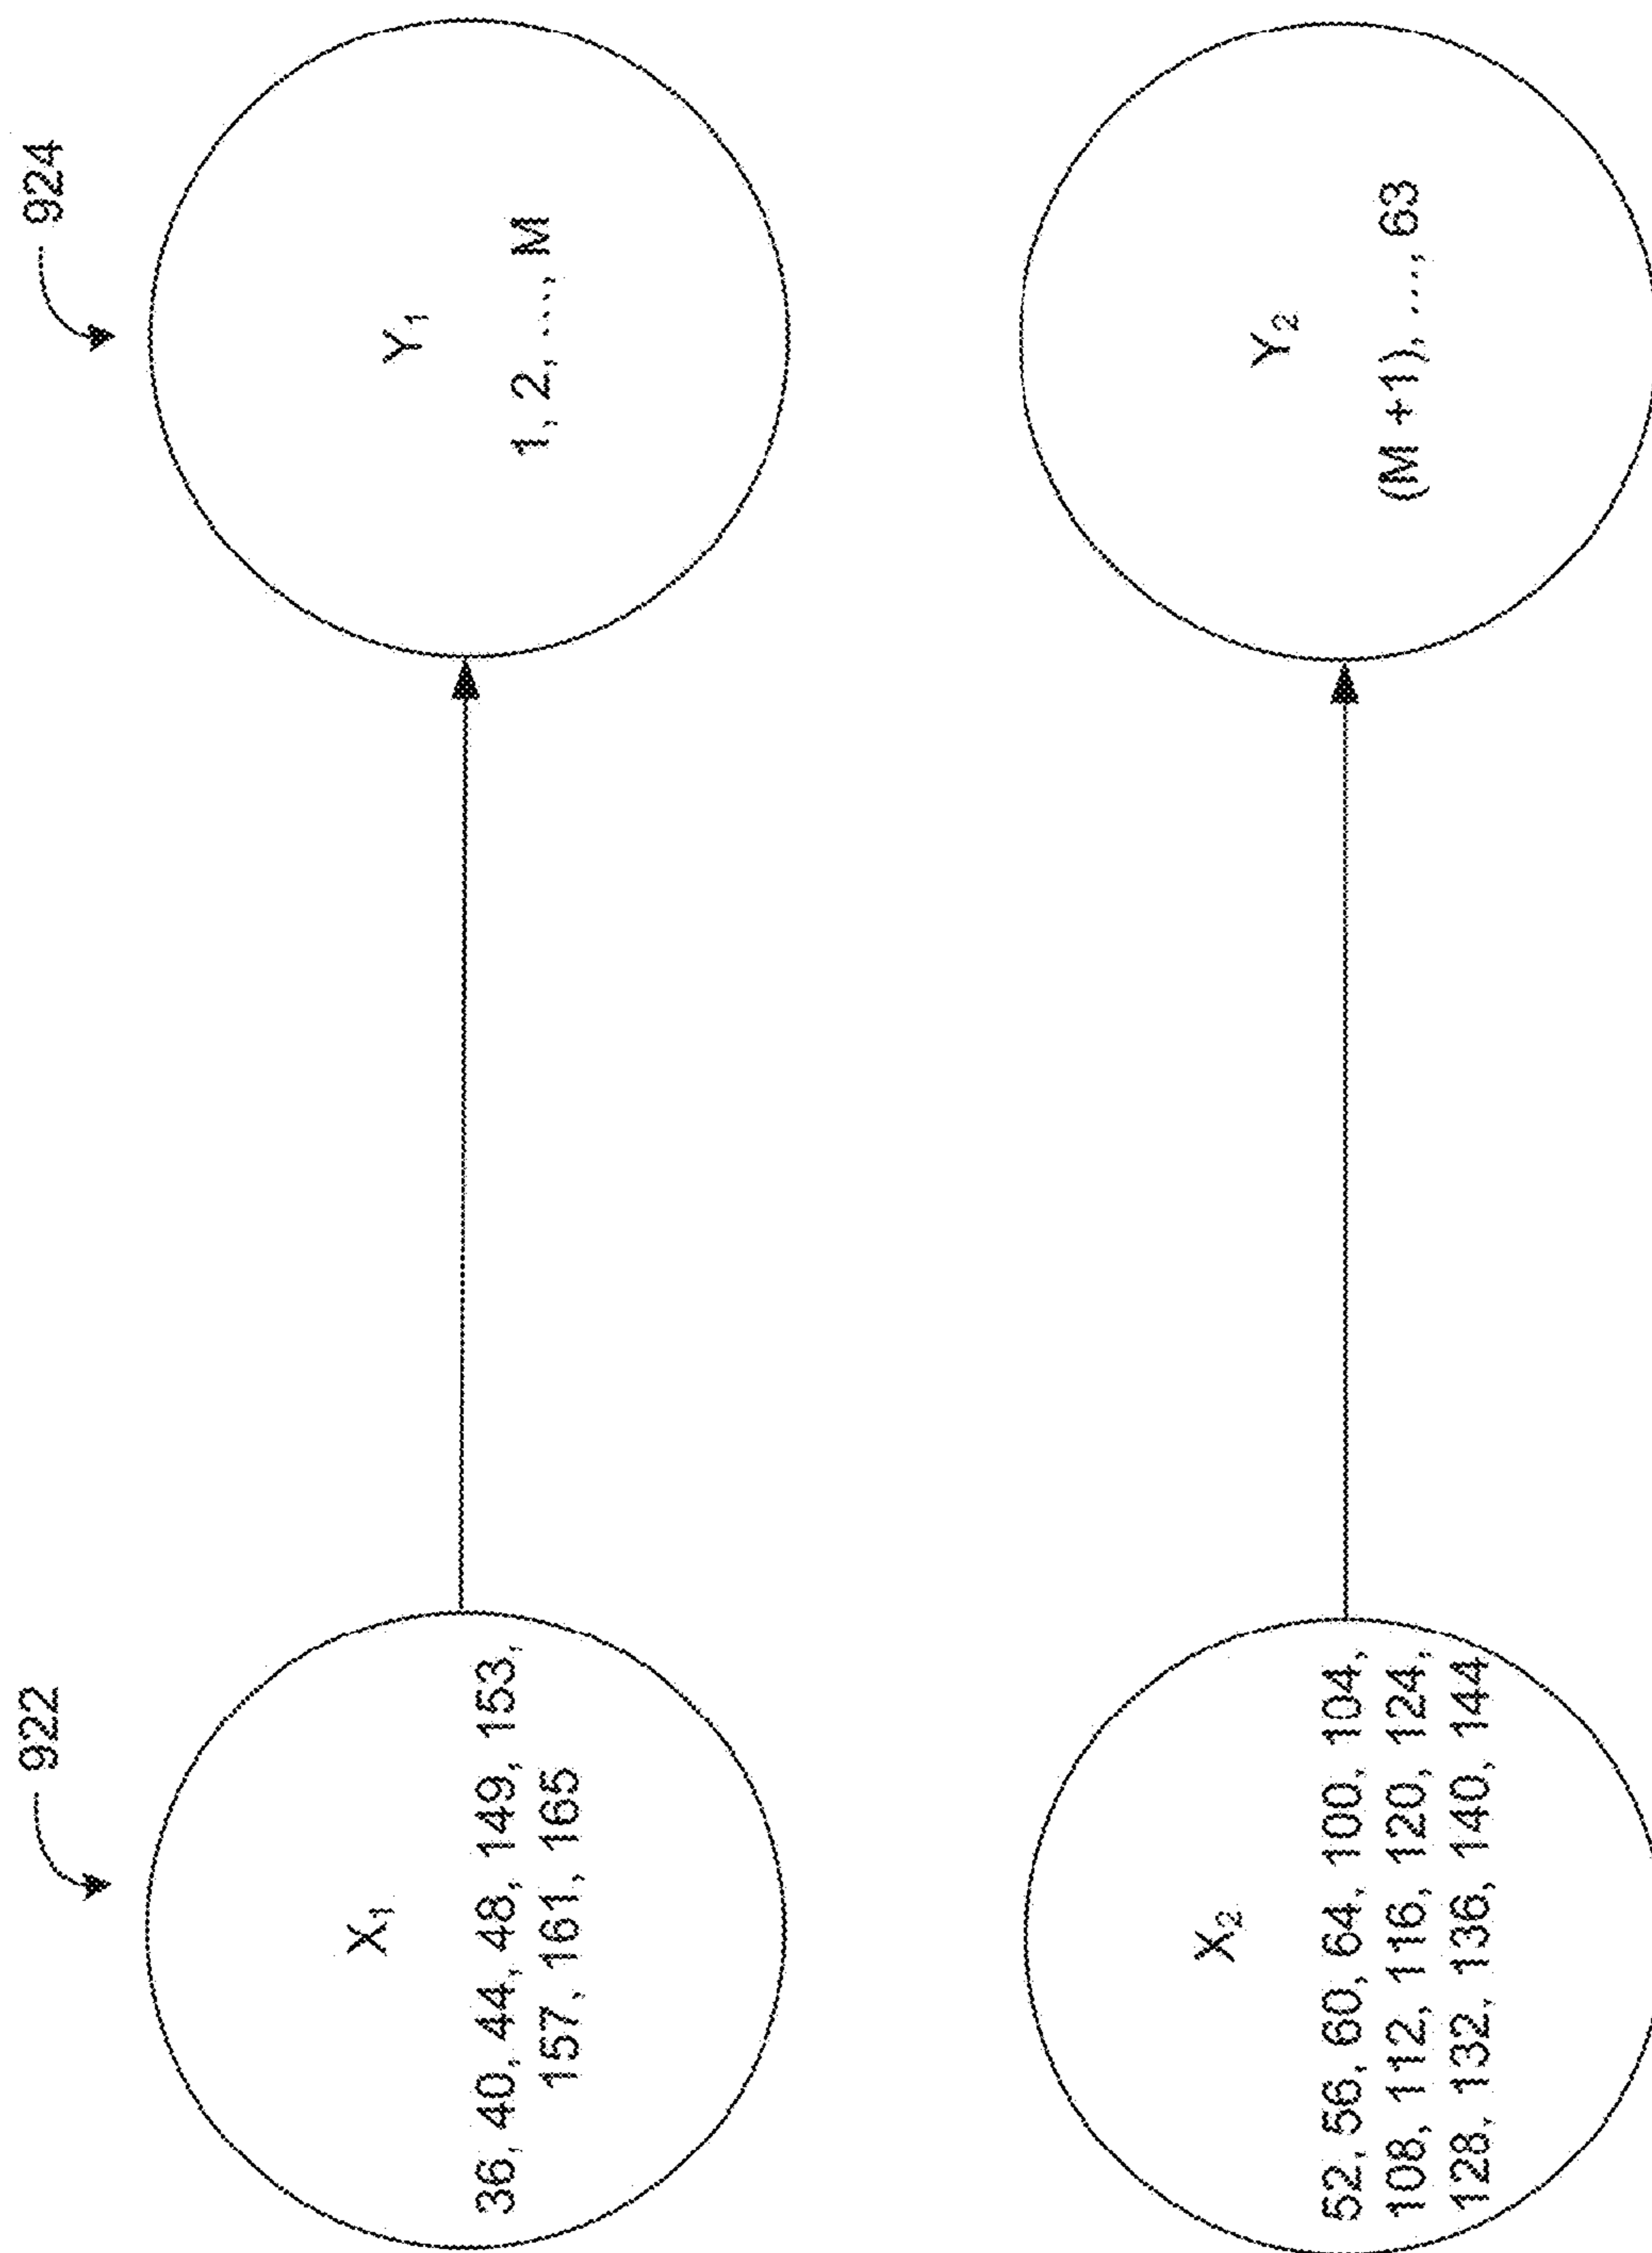 922
924
X₁
36, 40, 44, 48, 149, 153,
157, 161, 165
Y₁
1, 2, ..., M
X₂
52, 56, 60, 64, 100, 104,
108, 112, 116, 120, 124,
128, 132, 136, 140, 144
Y₂
(M +1), ..., 63